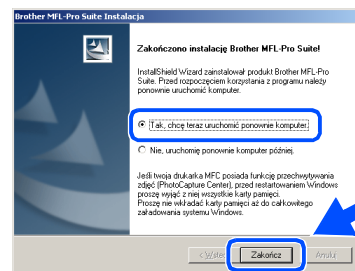 Brother MFL-Pro Suite Instalacja
Zakończono instalację Brother MFL-Pro Suite!
InstallShield Wizard zainstalował produkt Brother MFL-Pro
Suite. Przed rozpoczęciem korzystania z programu należy
ponownie uruchomić komputer.
Tak, chcę teraz uruchomić ponownie komputer.
Nie, uruchomię ponownie komputer później.
Jeśli twoja drukarka MFC posiada funkcję przechwytywania
zdjęć (PhotoCapture Center), przed restartowaniem Windows
proszę wyjąć z niej wszystkie karty pamięci.
Proszę nie wkładać karty pamięci aż do całkowitego
załadowania systemu Windows.
< Wstecz Zakończ Anuluj